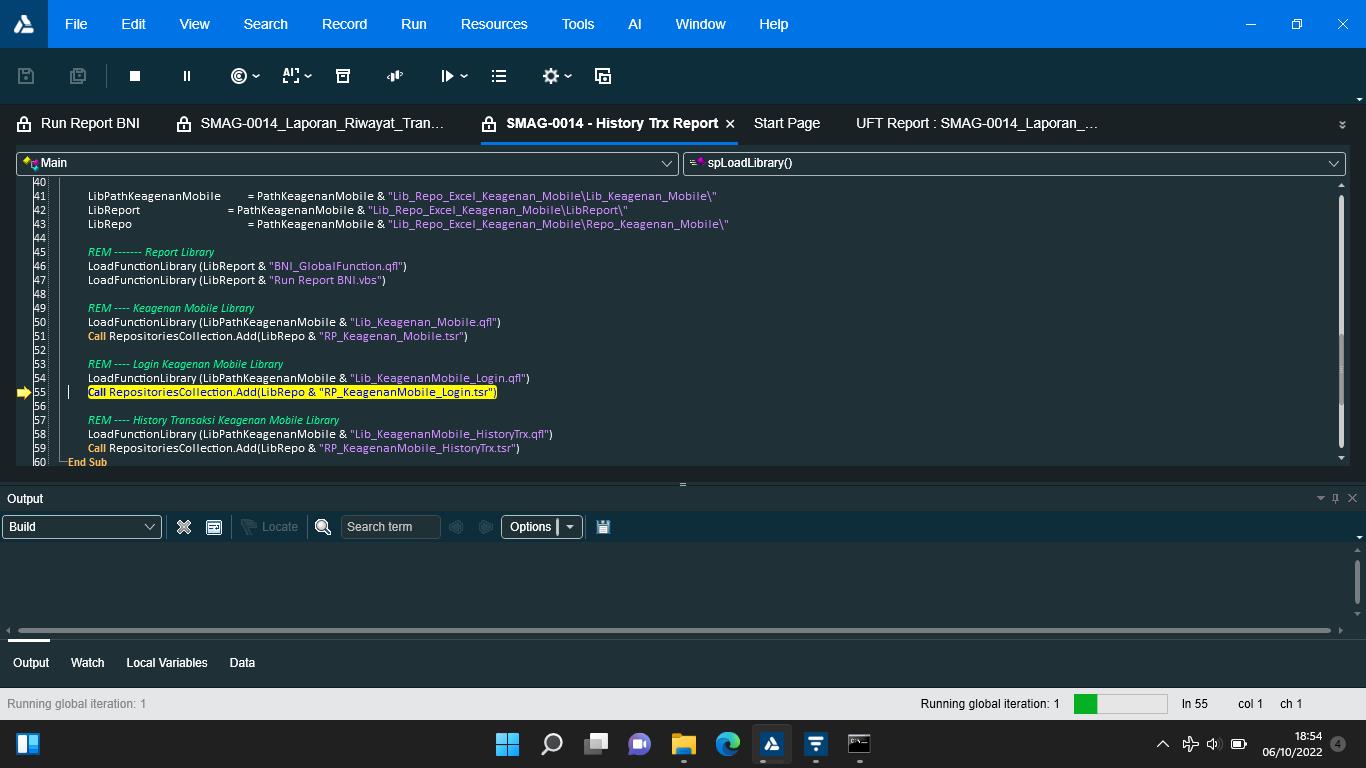 File Edit View Search Record Run Resources Tools AI Window Help
Run Report BNI SMAG-0014_Laporan_Riwayat_Tran... SMAG-0014 - History Trx Report Start Page UFT Report : SMAG-0014_Laporan_...
Main spLoadLibrary()
40
41 LibPathKeagenanMobile = PathKeagenanMobile & "Lib_Repo_Excel_Keagenan_Mobile\Lib_Keagenan_Mobile\"
42 LibReport = PathKeagenanMobile & "Lib_Repo_Excel_Keagenan_Mobile\LibReport\"
43 LibRepo = PathKeagenanMobile & "Lib_Repo_Excel_Keagenan_Mobile\Repo_Keagenan_Mobile\"
44
45 REM ------- Report Library
46 LoadFunctionLibrary (LibReport & "BNI_GlobalFunction.qfl")
47 LoadFunctionLibrary (LibReport & "Run Report BNI.vbs")
48
49 REM ---- Keagenan Mobile Library
50 LoadFunctionLibrary (LibPathKeagenanMobile & "Lib_Keagenan_Mobile.qfl")
51 Call RepositoriesCollection.Add(LibRepo & "RP_Keagenan_Mobile.tsr")
52
53 REM ---- Login Keagenan Mobile Library
54 LoadFunctionLibrary (LibPathKeagenanMobile & "Lib_KeagenanMobile_Login.qfl")
55 Call RepositoriesCollection.Add(LibRepo & "RP_KeagenanMobile_Login.tsr")
56
57 REM ---- History Transaksi Keagenan Mobile Library
58 LoadFunctionLibrary (LibPathKeagenanMobile & "Lib_KeagenanMobile_HistoryTrx.qfl")
59 Call RepositoriesCollection.Add(LibRepo & "RP_KeagenanMobile_HistoryTrx.tsr")
60 End Sub
Output
Build Locate Search term Options
Output Watch Local Variables Data
Running global iteration: 1 Running global iteration: 1 ln 55 col 1 ch 1
18:54
06/10/2022 4